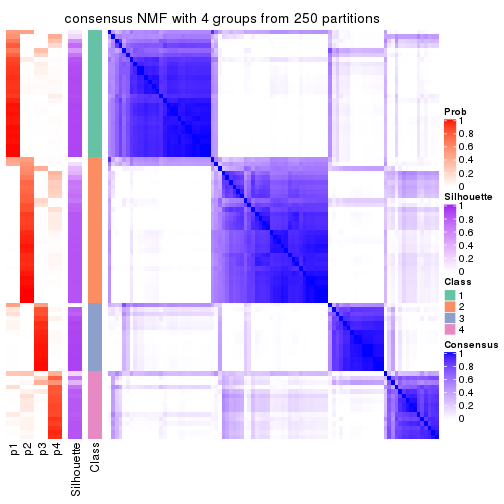 consensus NMF with 4 groups from 250 partitions
Prob
1
0.8
0.6
0.4
0.2
0
Silhouette
1
0.8
0.6
0.4
0.2
0
Class
1
2
3
4
Consensus
1
0.8
0.6
0.4
0.2
0
p1
p2
p3
p4
Silhouette
Class